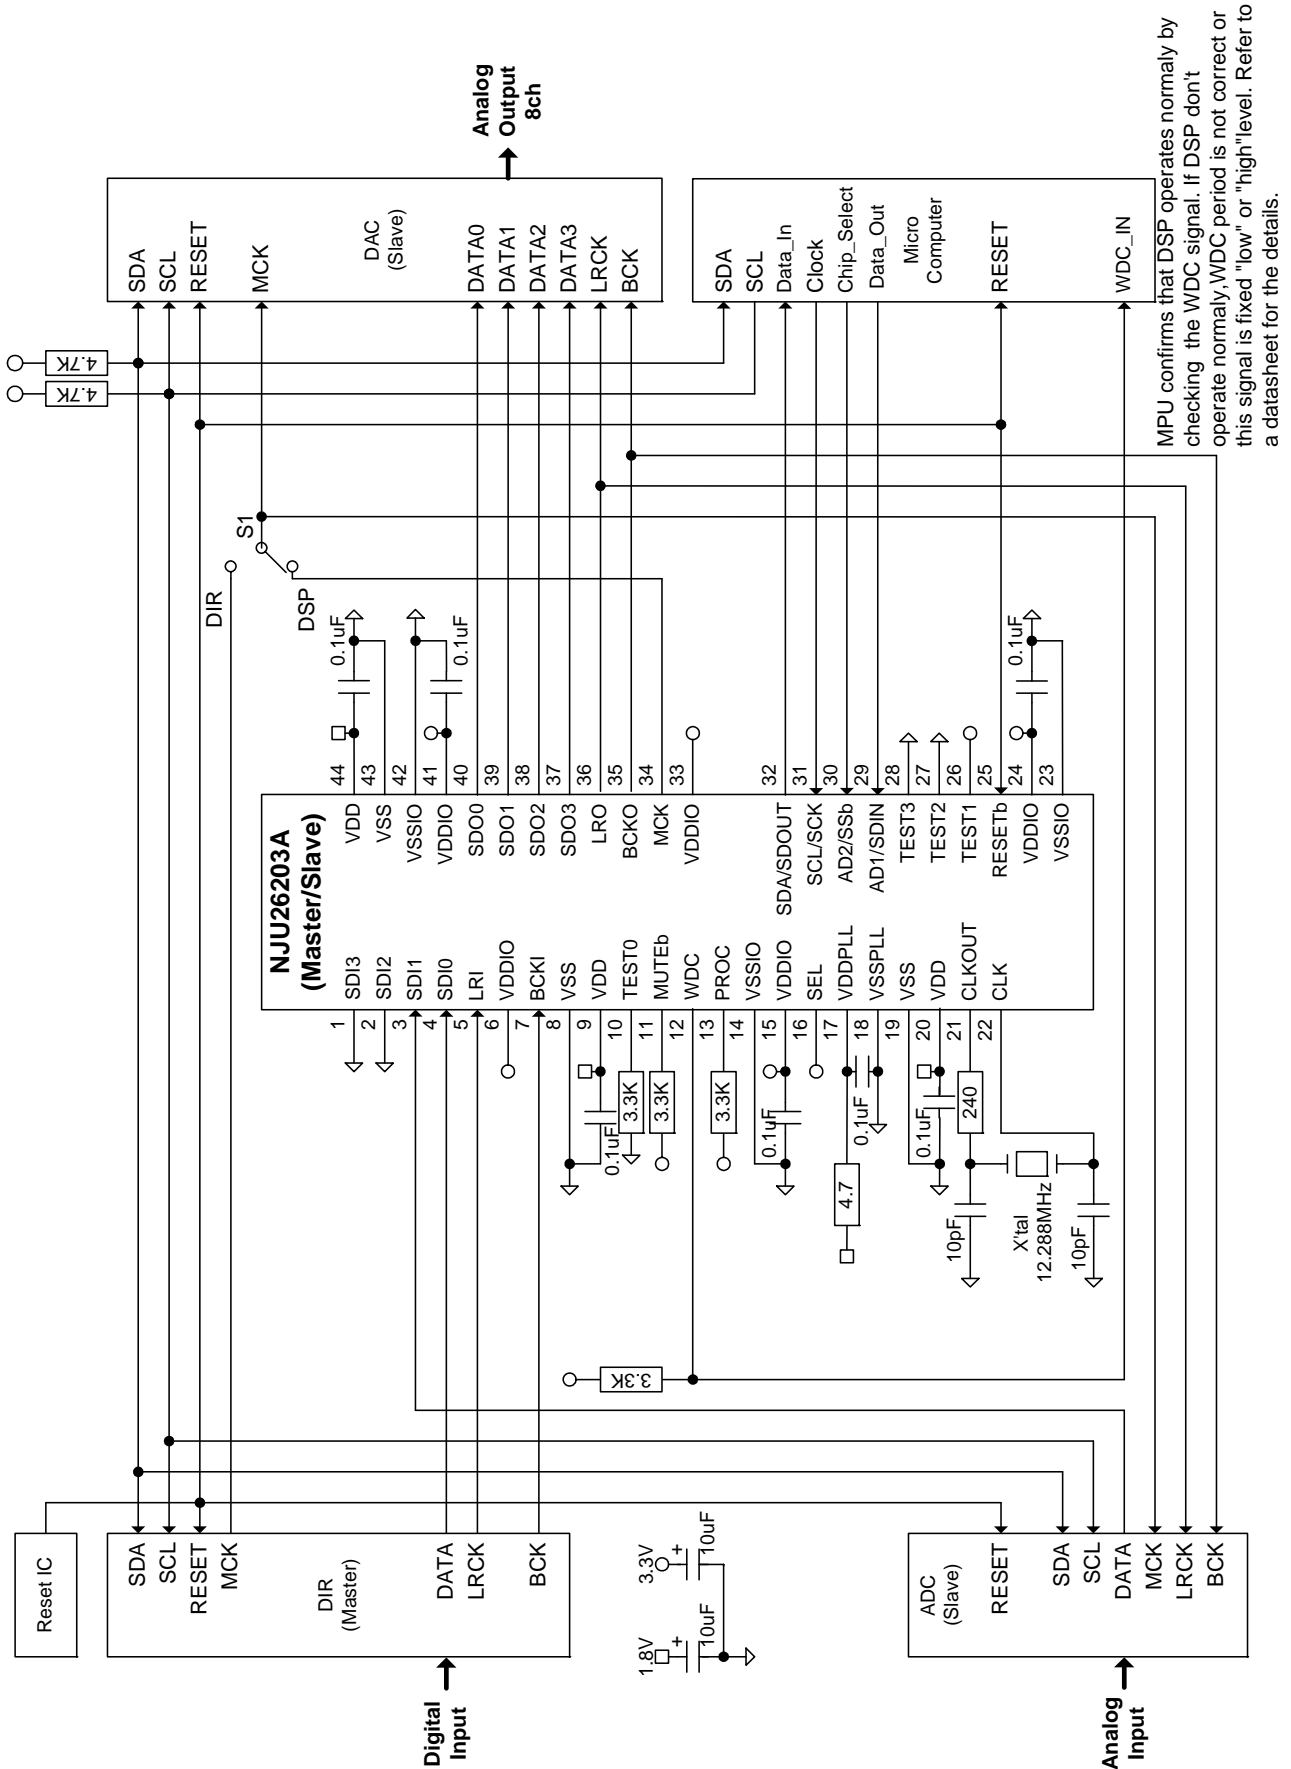 Reset IC
SDA
SCL
RESET
MCK
DIR
(Master)
DATA
LRCK
BCK
Digital
Input
1.8V
+
10uF
3.3V
+
10uF
ADC
(Slave)
RESET
SDA
SCL
DATA
MCK
LRCK
BCK
Analog
Input
3.3K
NJU26203A
(Master/Slave)
1 SDI3
2 SDI2
3 SDI1
4 SDI0
5 LRI
6 VDDIO
7 BCKI
8 VSS
9 VDD
10 TEST0
11 MUTEb
12 WDC
13 PROC
14 VSSIO
15 VDDIO
16 SEL
17 VDDPLL
18 VSSPLL
19 VSS
20 VDD
21 CLKOUT
22 CLK
0.1uF
3.3K
3.3K
3.3K
0.1uF
4.7
0.1uF
0.1uF
240
10pF
X'tal
12.288MHz
10pF
VDD 44
VSS 43
VSSIO 42
VDDIO 41
SDO0 40
SDO1 39
SDO2 38
SDO3 37
LRO 36
BCKO 35
MCK 34
VDDIO 33
SDA/SDOUT 32
SCL/SCK 31
AD2/SSb 30
AD1/SDIN 29
TEST3 28
TEST2 27
TEST1 26
RESETb 25
VDDIO 24
VSSIO 23
0.1uF
0.1uF
0.1uF
DIR
S1
DSP
4.7K
4.7K
SDA
SCL
RESET
MCK
DAC
(Slave)
DATA0
DATA1
DATA2
DATA3
LRCK
BCK
Analog
Output
8ch
SDA
SCL
Data_In
Clock
Chip_Select
Data_Out
Micro
Computer
RESET
WDC_IN
MPU confirms that DSP operates normaly by
checking the WDC signal. If DSP don't
operate normaly,WDC period is not correct or
this signal is fixed "low" or "high"level. Refer to
a datasheet for the details.